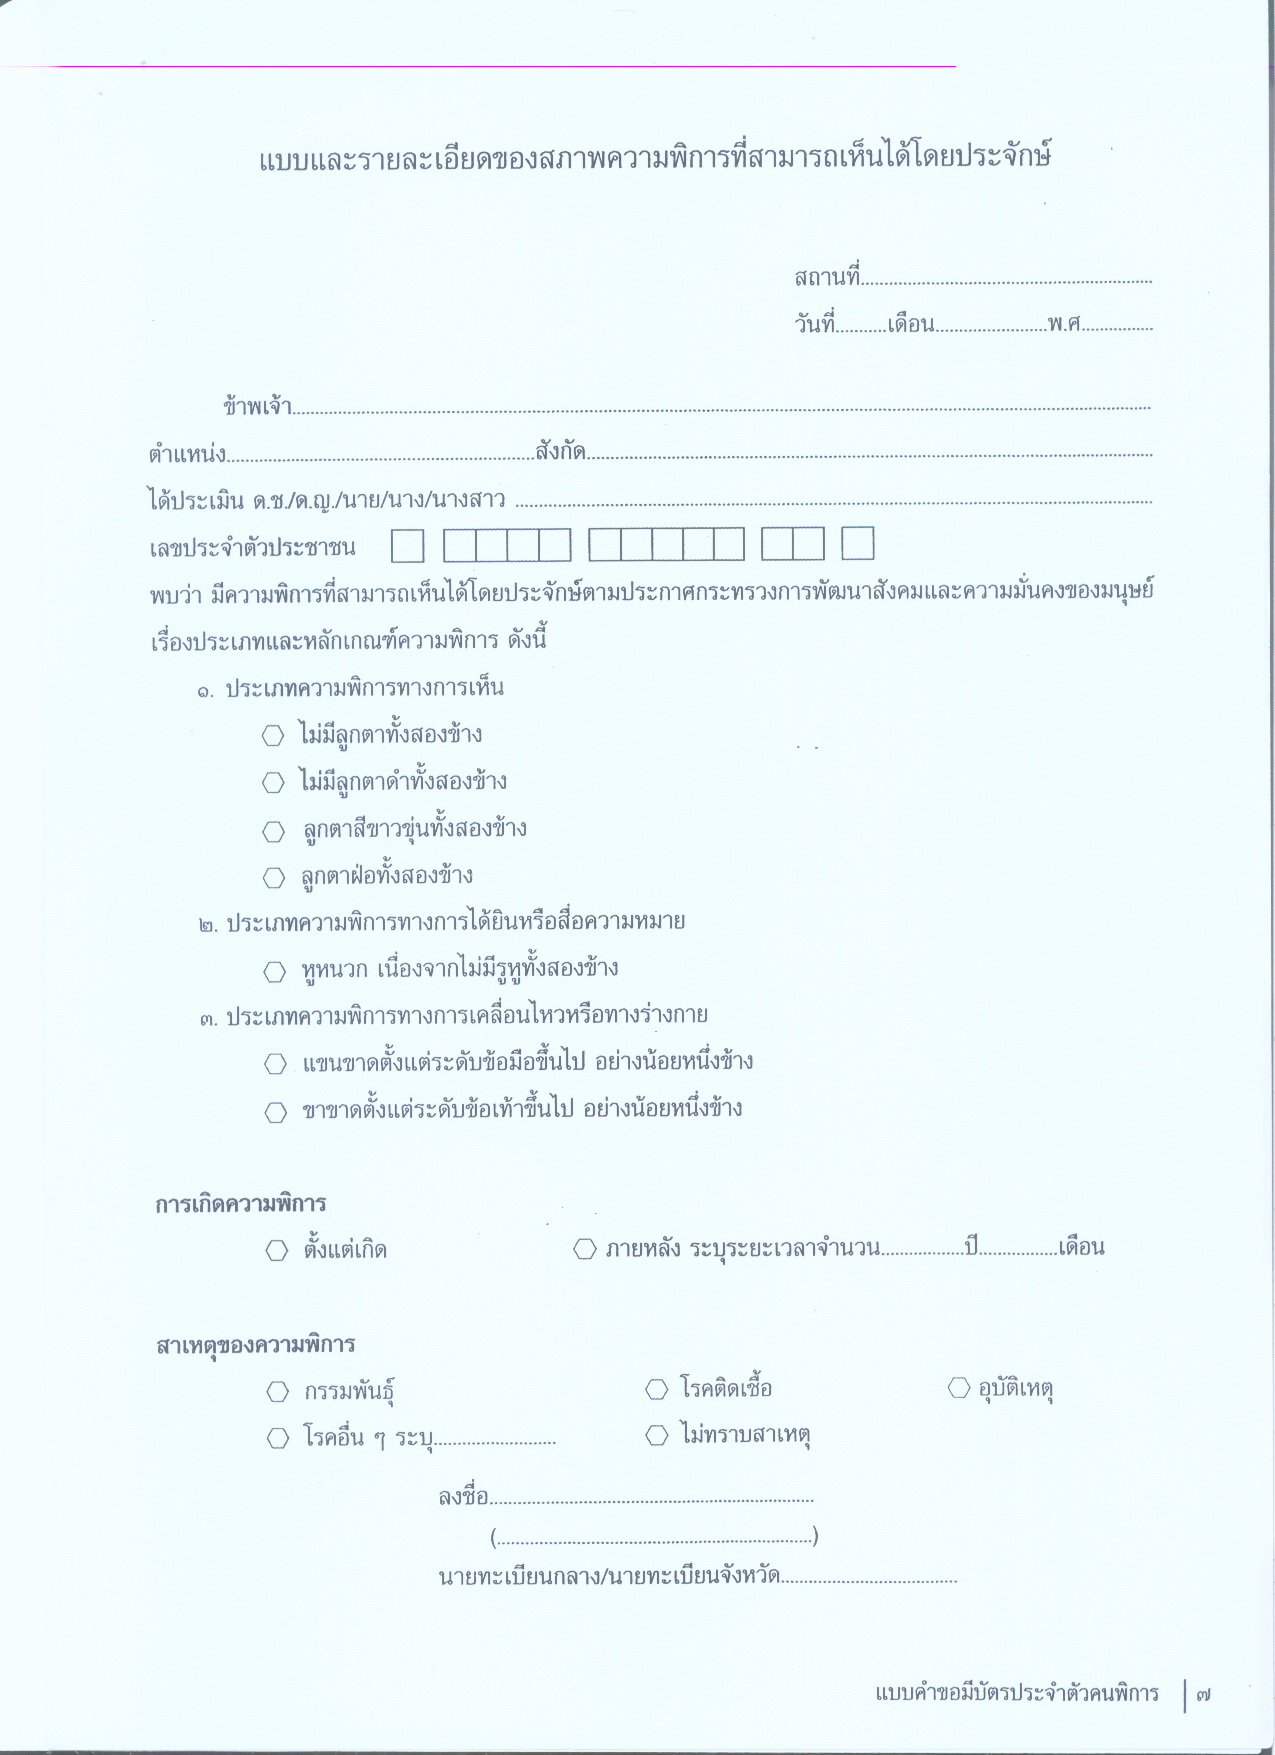 แบบและรายละเอียดของสภาพความพิการที่สามารถเห็นได้โดยประจักษ์
สถานที่..............................................................
วันที่...........เดือน........................พ.ศ...............
ข้าพเจ้า..........................................................................................................................
ตำแหน่ง..................................................................สังกัด..........................................................................................
ได้ประเมิน ด.ช./ด.ญ./นาย/นาง/นางสาว ..........................................................................................
เลขประจำตัวประชาชน
พบว่า มีความพิการที่สามารถเห็นได้โดยประจักษ์ตามประกาศกระทรวงการพัฒนาสังคมและความมั่นคงของมนุษย์
เรื่องประเภทและหลักเกณฑ์ความพิการ ดังนี้
๑. ประเภทความพิการทางการเห็น
ไม่มีลูกตาทั้งสองข้าง
ไม่มีลูกตาดำทั้งสองข้าง
ลูกตาสีขาวขุ่นทั้งสองข้าง
ลูกตาฝ่อทั้งสองข้าง
๒. ประเภทความพิการทางการได้ยินหรือสื่อความหมาย
หูหนวก เนื่องจากไม่มีรูหูทั้งสองข้าง
๓. ประเภทความพิการทางการเคลื่อนไหวหรือทางร่างกาย
แขนขาดตั้งแต่ระดับข้อมือขึ้นไป อย่างน้อยหนึ่งข้าง
ขาขาดตั้งแต่ระดับข้อเท้าขึ้นไป อย่างน้อยหนึ่งข้าง
การเกิดความพิการ
ตั้งแต่เกิด ภายหลัง ระบุระยะเวลาจำนวน..................ปี.................เดือน
สาเหตุของความพิการ
กรรมพันธุ์ โรคติดเชื้อ อุบัติเหตุ
โรคอื่น ๆ ระบุ.......................... ไม่ทราบสาเหตุ
ลงชื่อ.....................................................................
(...................................................................)
นายทะเบียนกลาง/นายทะเบียนจังหวัด......................................
แบบคำขอมีบัตรประจำตัวคนพิการ | ๗